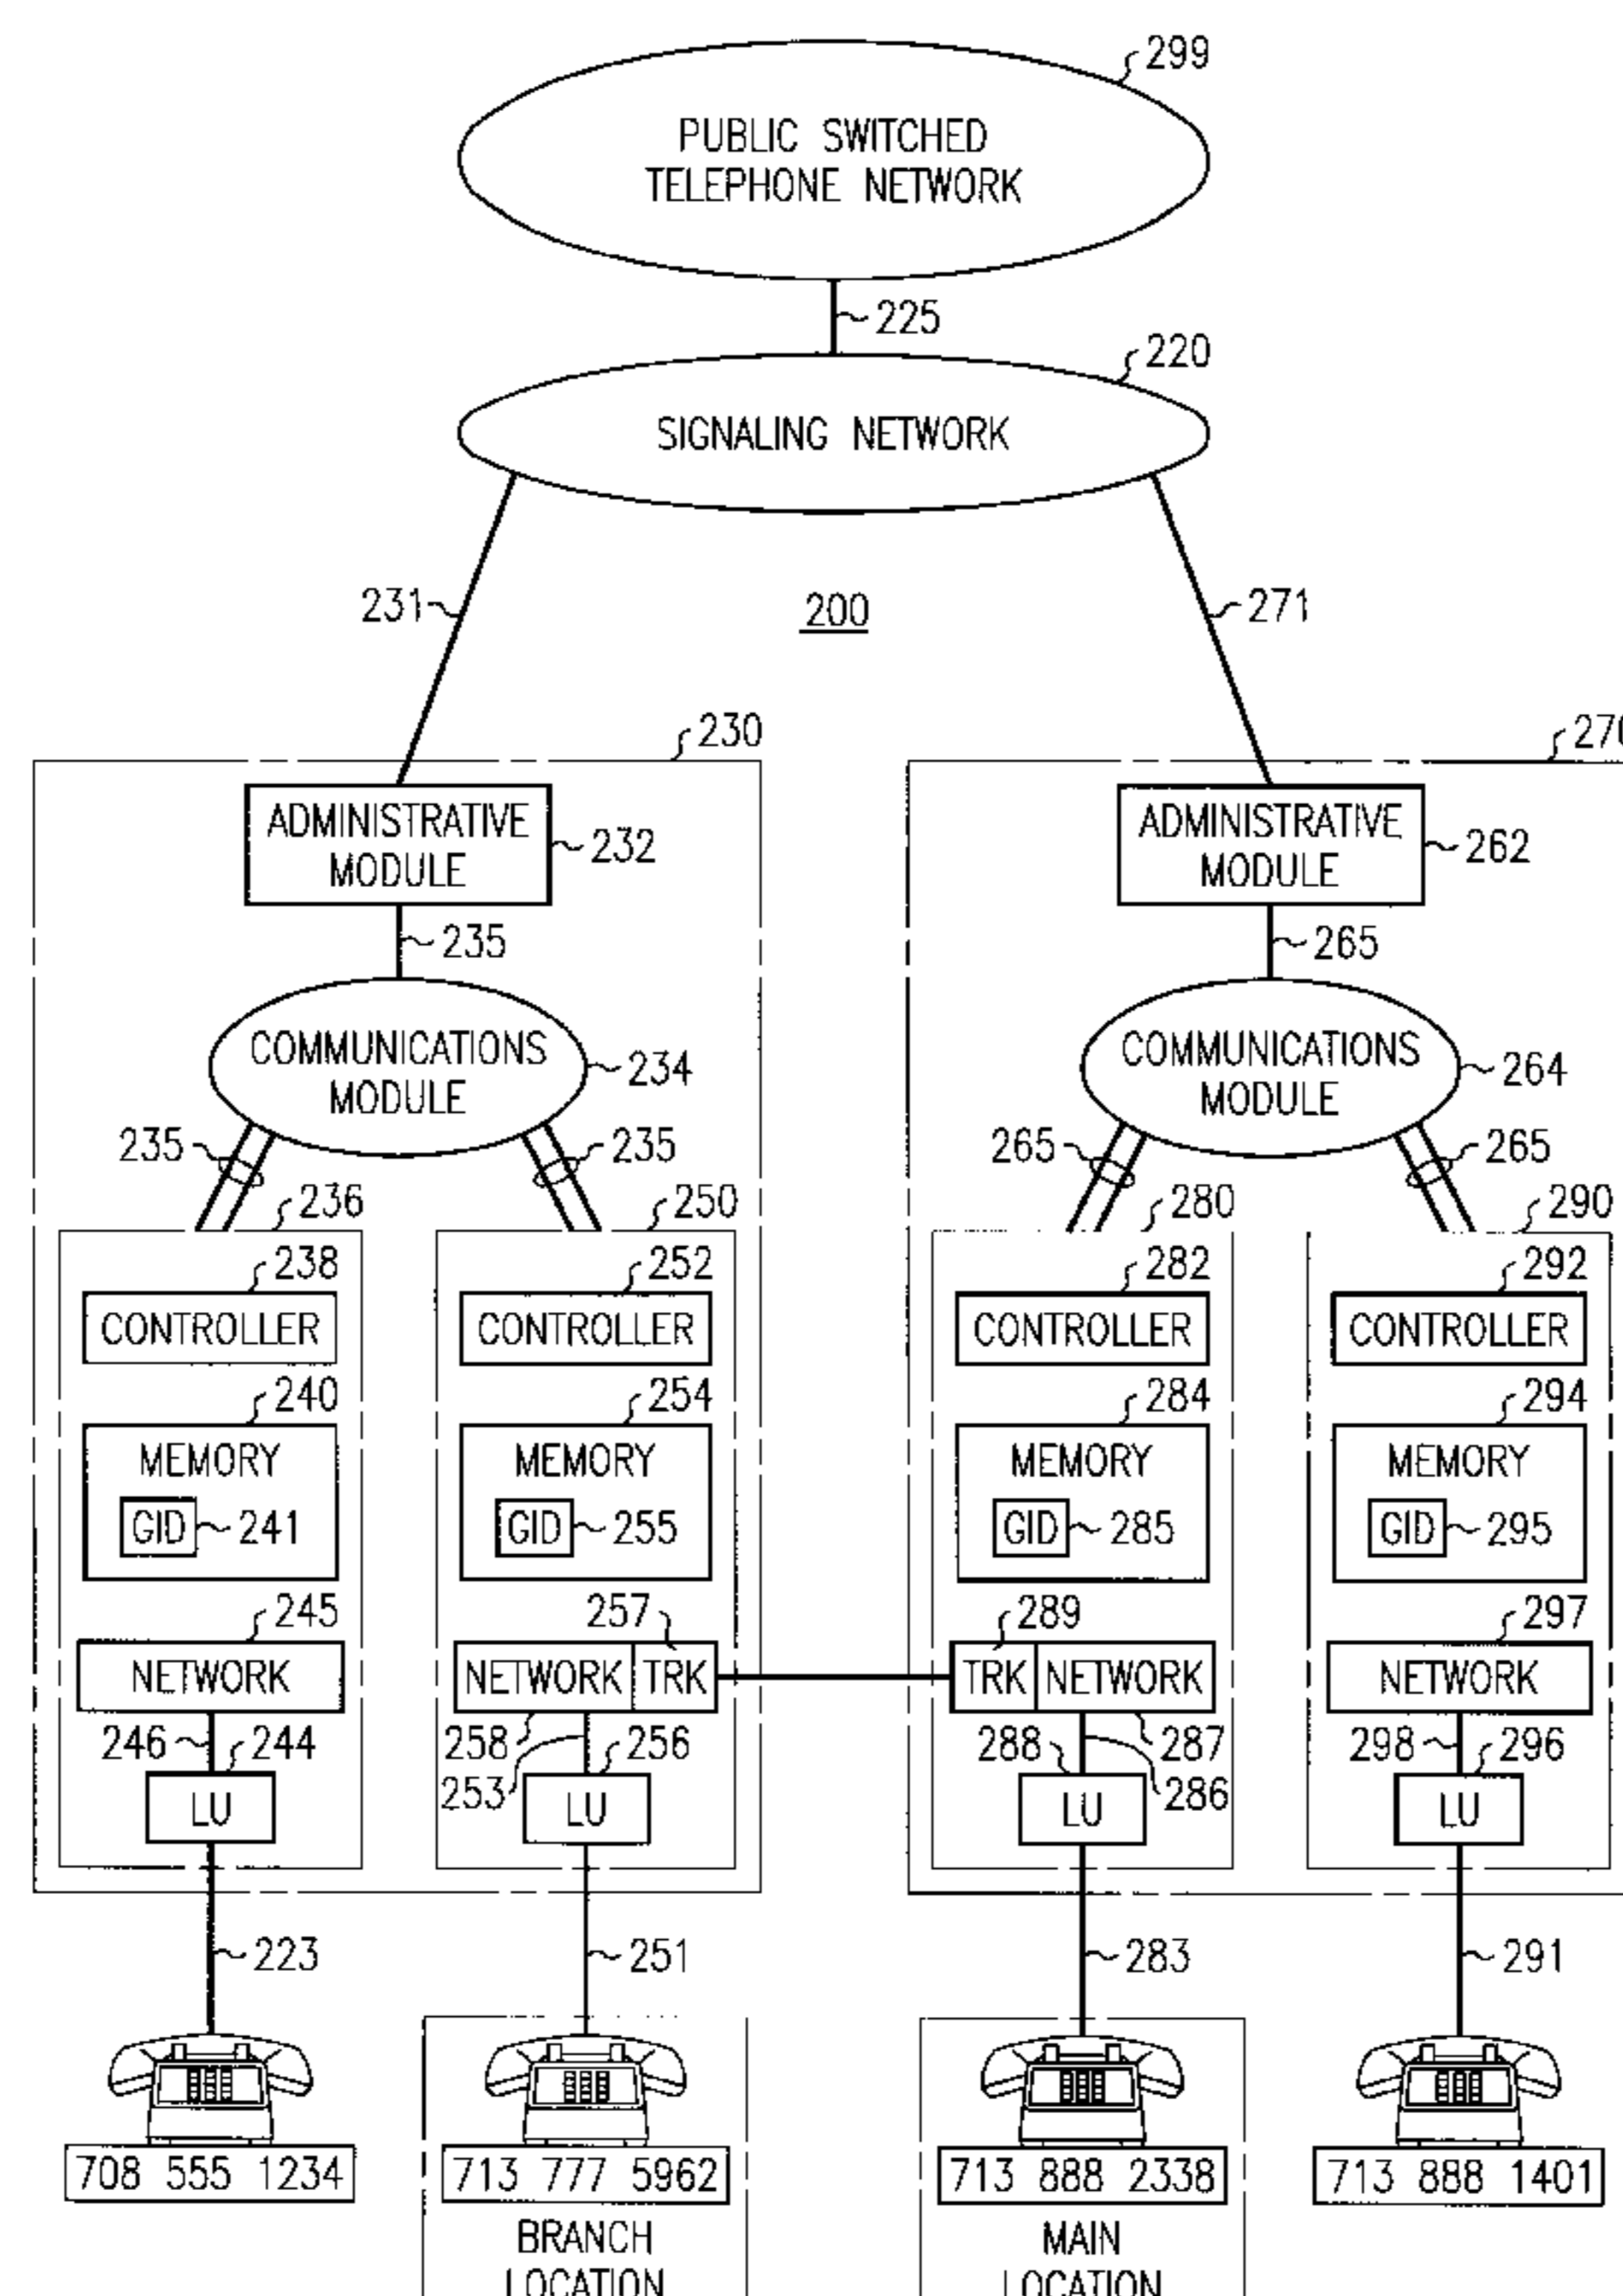 299
PUBLIC SWITCHED
TELEPHONE NETWORK
225
220
SIGNALING NETWORK
231
200
271
230
270
ADMINISTRATIVE
MODULE
232
ADMINISTRATIVE
MODULE
262
235
265
COMMUNICATIONS
MODULE
234
COMMUNICATIONS
MODULE
264
235
235
265
265
236
250
280
290
238
252
282
292
CONTROLLER
CONTROLLER
CONTROLLER
CONTROLLER
240
254
284
294
MEMORY
MEMORY
MEMORY
MEMORY
GID 241
GID 255
GID 285
GID 295
245
257
289
297
NETWORK
NETWORK TRK
TRK NETWORK
NETWORK
246 244
258 256
288 287
298 296
253
286
LU
LU
LU
LU
223
251
283
291
708 555 1234
713 777 5962
713 888 2338
713 888 1401
BRANCH
LOCATION
MAIN
LOCATION